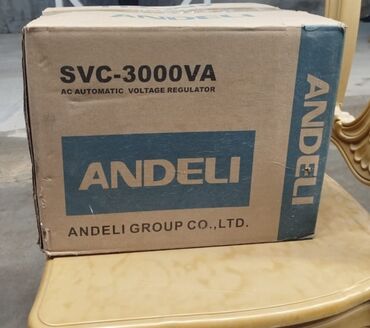 SVC-3000VA
AC AUTOMATIC VOLTAGE REGULATOR
ANDELI
ANDELI GROUP CO.,LTD.
ANDELI